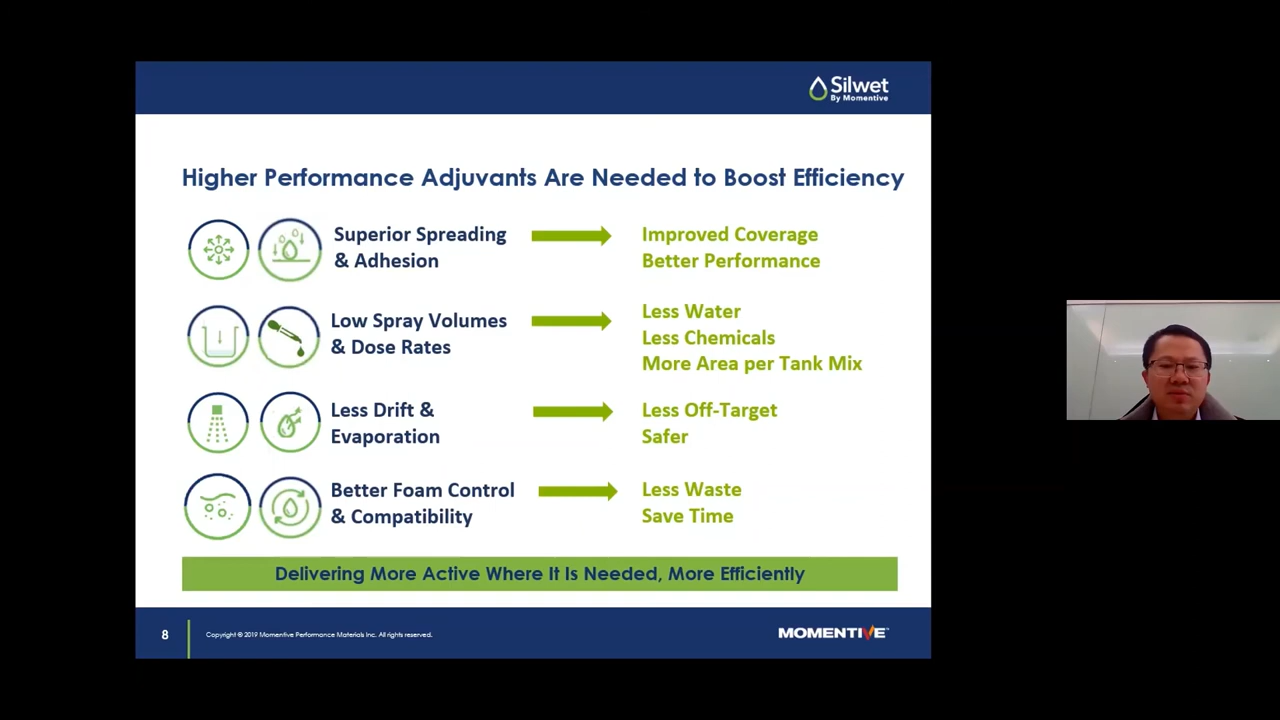 Silwet
By Momentive
Higher Performance Adjuvants Are Needed to Boost Efficiency
Superior Spreading
& Adhesion
Improved Coverage
Better Performance
Low Spray Volumes
& Dose Rates
Less Water
Less Chemicals
More Area per Tank Mix
Less Drift &
Evaporation
Less Off-Target
Safer
Better Foam Control
& Compatibility
Less Waste
Save Time
Delivering More Active Where It Is Needed, More Efficiently
8
Copyright © 2019 Momentive Performance Materials Inc. All rights reserved.
MOMENTIVE™